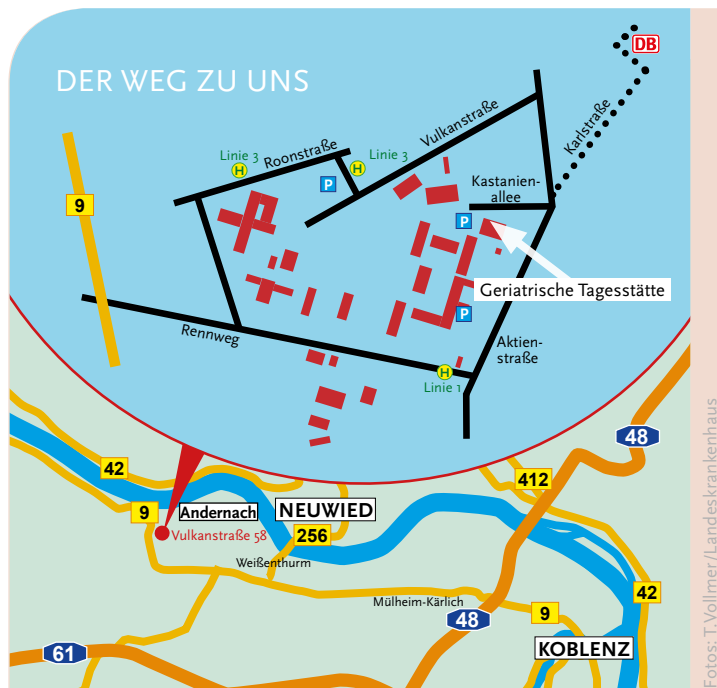 DB
DER WEG ZU UNS
Karlstraße
Vulkanstraße
Roonstraße
Linie 3
H
Linie 3
H
P
Kastanien-
allee
9
P
Geriatrische Tagesstätte
P
Rennweg
Aktien-
straße
H
Linie 1
48
42
412
9
Andernach
NEUWIED
Vulkanstraße 58
256
Weißenthurm
Mülheim-Kärlich
42
9
48
61
KOBLENZ
Fotos: T.Vollmer/Landeskrankenhaus